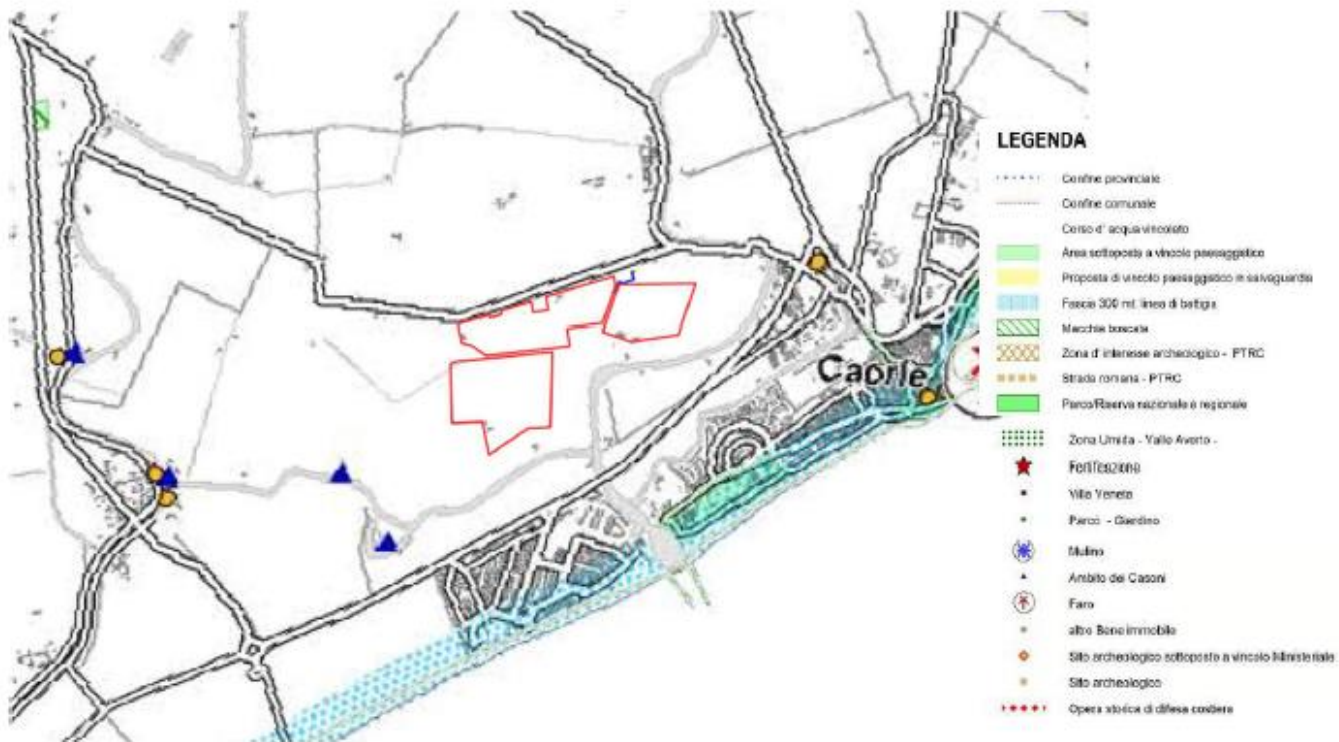 LEGENDA
Confine provinciale
Confine comunale
Corso d' acqua vincolato
Area sottoposta a vincolo paesaggistico
Proposta di vincolo paesaggistico in salvaguardia
Fascia 300 mt. linea di battigia
Macchia boscata
Zona d' interesse archeologico - PTRC
Strada romana - PTRC
Parco/Riserva nazionale e regionale
Zona Umida - Valle Averto -
Fortificazione
Villa Veneta
Parco - Giardino
Mulino
Ambito dei Casoni
Faro
altro Bene immobile
Sito archeologico sottoposto a vincolo Ministeriale
Sito archeologico
Opera storica di difesa costiera
Caorle